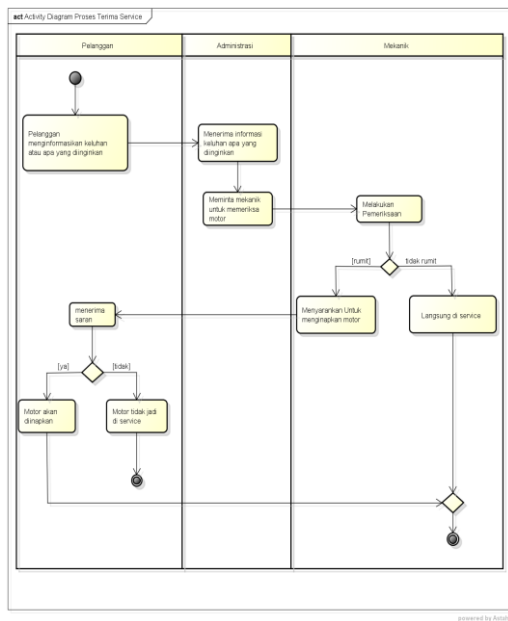 act Activity Diagram Proses Terima Service
Pelanggan
Administrasi
Mekanik
Pelanggan
menginformasikan keluhan
atau apa yang diinginkan
Menerima informasi
keluhan apa yang
diinginkan
Meminta mekanik
untuk memeriksa
motor
Melakukan
Pemeriksaan
[rumit]
tidak rumit
Menyarankan Untuk
menginapkan motor
Langsung di service
menerima
saran
[ya]
[tidak]
Motor akan
diinapkan
Motor tidak jadi
di service
powered by Astah